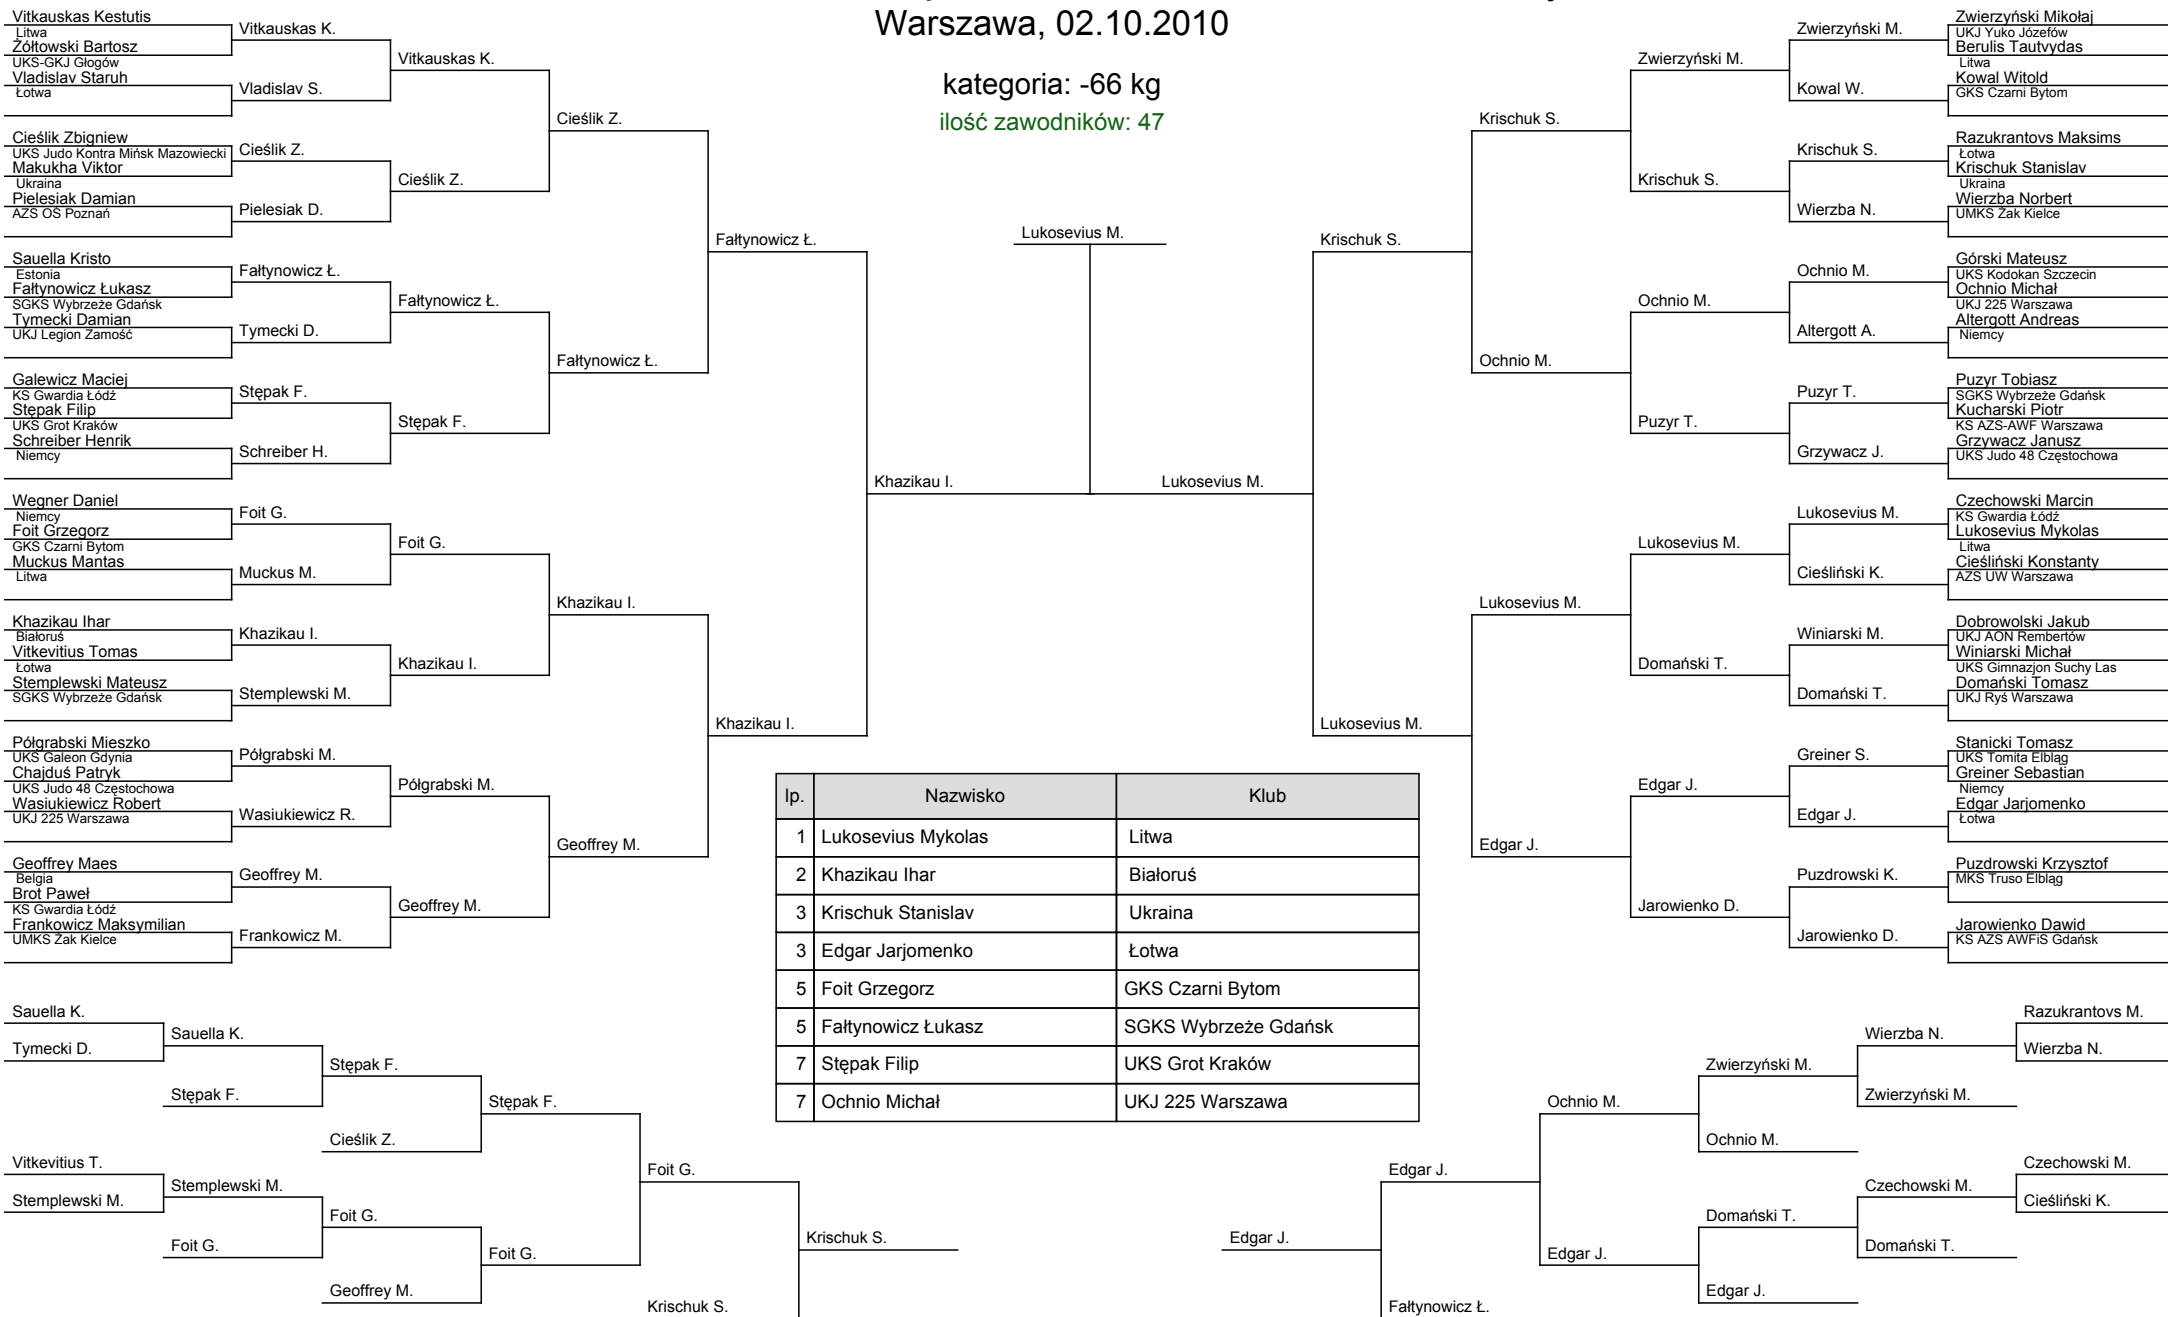 Warszawa, 02.10.2010
kategoria: -66 kg
ilość zawodników: 47
Vitkauskas Kestutis
Litwa
Żółtowski Bartosz
UKS-GKJ Głogów
Vladislav Staruh
Łotwa
Cieślik Zbigniew
UKS Judo Kontra Mińsk Mazowiecki
Makukha Viktor
Ukraina
Pielesiak Damian
AZS OŚ Poznań
Sauella Kristo
Estonia
Fałtynowicz Łukasz
SGKS Wybrzeże Gdańsk
Tymecki Damian
UKJ Legion Zamość
Galewicz Maciej
KS Gwardia Łódź
Stępak Filip
UKS Grot Kraków
Schreiber Henrik
Niemcy
Wegner Daniel
Niemcy
Foit Grzegorz
GKS Czarni Bytom
Muckus Mantas
Litwa
Khazikau Ihar
Białoruś
Vitkevitius Tomas
Łotwa
Stemplewski Mateusz
SGKS Wybrzeże Gdańsk
Półgrabski Mieszko
UKS Galeon Gdynia
Chajduś Patryk
UKS Judo 48 Częstochowa
Wasiukiewicz Robert
UKJ 225 Warszawa
Geoffrey Maes
Belgia
Brot Paweł
KS Gwardia Łódź
Frankowicz Maksymilian
UMKS Żak Kielce
Vitkauskas K.
Vladislav S.
Cieślik Z.
Pielesiak D.
Fałtynowicz Ł.
Tymecki D.
Stępak F.
Schreiber H.
Foit G.
Muckus M.
Khazikau I.
Stemplewski M.
Półgrabski M.
Wasiukiewicz R.
Geoffrey M.
Frankowicz M.
Vitkauskas K.
Cieślik Z.
Fałtynowicz Ł.
Stępak F.
Foit G.
Khazikau I.
Półgrabski M.
Geoffrey M.
Cieślik Z.
Fałtynowicz Ł.
Khazikau I.
Geoffrey M.
Fałtynowicz Ł.
Khazikau I.
Khazikau I.
Lukosevius M.
Lukosevius M.
Krischuk S.
Lukosevius M.
Krischuk S.
Ochnio M.
Lukosevius M.
Edgar J.
Zwierzyński M.
Krischuk S.
Ochnio M.
Puzyr T.
Lukosevius M.
Domański T.
Edgar J.
Jarowienko D.
Zwierzyński M.
Kowal W.
Krischuk S.
Wierzba N.
Ochnio M.
Altergott A.
Puzyr T.
Grzywacz J.
Lukosevius M.
Cieśliński K.
Winiarski M.
Domański T.
Greiner S.
Edgar J.
Puzdrowski K.
Jarowienko D.
Zwierzyński Mikołaj
UKJ Yuko Józefów
Berulis Tautvydas
Litwa
Kowal Witold
GKS Czarni Bytom
Razukrantovs Maksims
Łotwa
Krischuk Stanislav
Ukraina
Wierzba Norbert
UMKS Żak Kielce
Górski Mateusz
UKS Kodokan Szczecin
Ochnio Michał
UKJ 225 Warszawa
Altergott Andreas
Niemcy
Puzyr Tobiasz
SGKS Wybrzeże Gdańsk
Kucharski Piotr
KS AZS-AWF Warszawa
Grzywacz Janusz
UKS Judo 48 Częstochowa
Czechowski Marcin
KS Gwardia Łódź
Lukosevius Mykolas
Litwa
Cieśliński Konstanty
AZS UW Warszawa
Dobrowolski Jakub
UKJ AON Rembertów
Winiarski Michał
UKS Gimnazjon Suchy Las
Domański Tomasz
UKJ Ryś Warszawa
Stanicki Tomasz
UKS Tomita Elbląg
Greiner Sebastian
Niemcy
Edgar Jarjomenko
Łotwa
Puzdrowski Krzysztof
MKS Truso Elbląg
Jarowienko Dawid
KS AZS AWFiS Gdańsk
lp. Nazwisko Klub
1 Lukosevius Mykolas Litwa
2 Khazikau Ihar Białoruś
3 Krischuk Stanislav Ukraina
3 Edgar Jarjomenko Łotwa
5 Foit Grzegorz GKS Czarni Bytom
5 Fałtynowicz Łukasz SGKS Wybrzeże Gdańsk
7 Stępak Filip UKS Grot Kraków
7 Ochnio Michał UKJ 225 Warszawa
Sauella K.
Tymecki D.
Vitkevitius T.
Stemplewski M.
Sauella K.
Stępak F.
Stemplewski M.
Foit G.
Stępak F.
Cieślik Z.
Foit G.
Geoffrey M.
Stępak F.
Foit G.
Foit G.
Krischuk S.
Krischuk S.
Edgar J.
Edgar J.
Fałtynowicz Ł.
Ochnio M.
Edgar J.
Zwierzyński M.
Ochnio M.
Domański T.
Edgar J.
Wierzba N.
Zwierzyński M.
Czechowski M.
Domański T.
Razukrantovs M.
Wierzba N.
Czechowski M.
Cieśliński K.